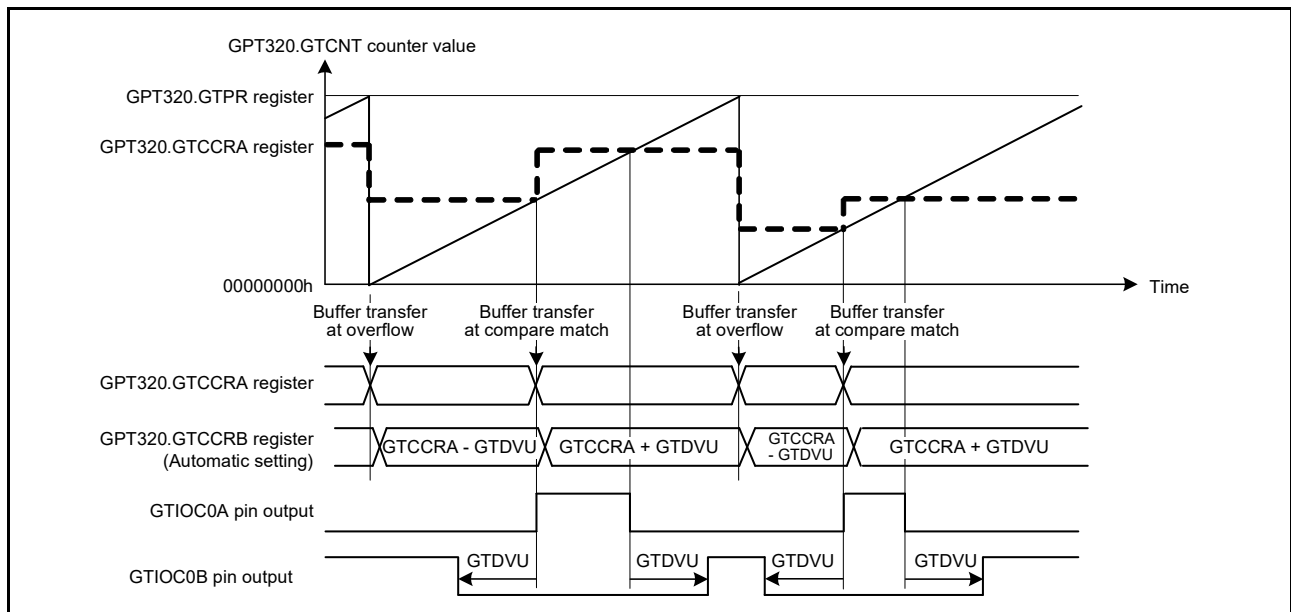 GPT320.GTCNT counter value
GPT320.GTPR register
GPT320.GTCCRA register
00000000h
Time
Buffer transfer
at overflow
Buffer transfer
at compare match
Buffer transfer
at overflow
Buffer transfer
at compare match
GPT320.GTCCRA register
GPT320.GTCCRB register
(Automatic setting)
GTCCRA - GTDVU
GTCCRA + GTDVU
GTCCRA
- GTDVU
GTCCRA + GTDVU
GTIOC0A pin output
GTIOC0B pin output
GTDVU
GTDVU
GTDVU
GTDVU